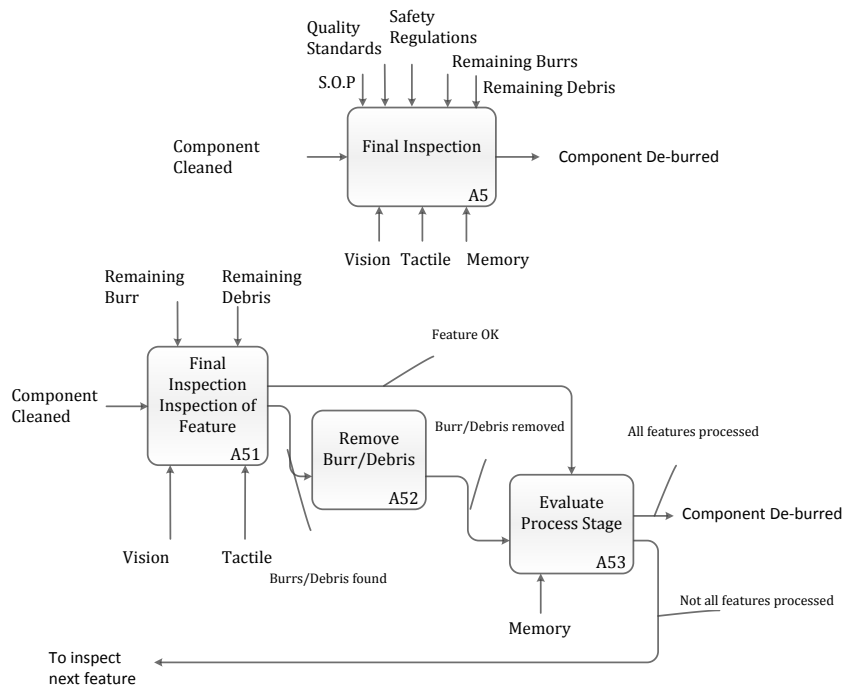 Quality
Standards
Safety
Regulations
S.O.P
Remaining Burrs
Remaining Debris
Component
Cleaned
Final Inspection
A5
Component De-burred
Vision
Tactile
Memory
Remaining
Burr
Remaining
Debris
Feature OK
Component
Cleaned
Final
Inspection
Inspection of
Feature
A51
Remove
Burr/Debris
A52
Burr/Debris removed
All features processed
Evaluate
Process Stage
A53
Component De-burred
Vision
Tactile
Burrs/Debris found
Memory
Not all features processed
To inspect
next feature